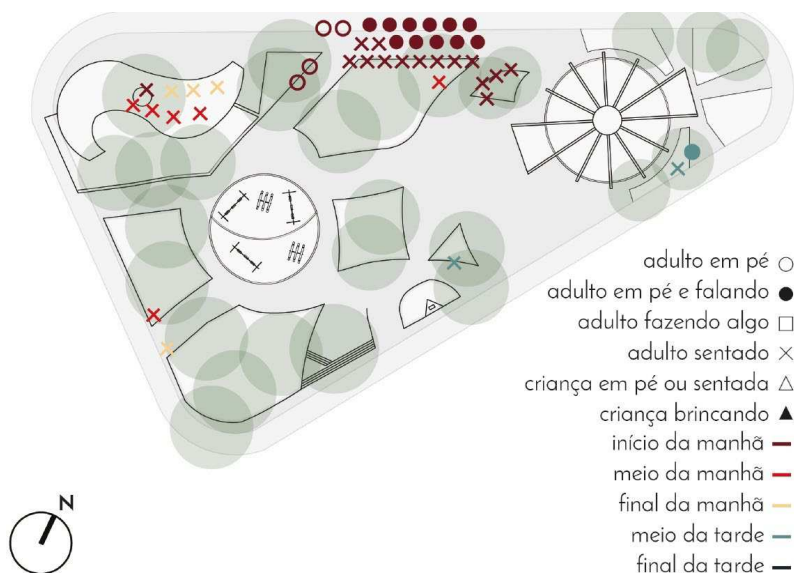 adulto em pé
adulto em pé e falando
adulto fazendo algo
adulto sentado
criança em pé ou sentada
criança brincando
início da manhã
meio da manhã
final da manhã
meio da tarde
final da tarde
N